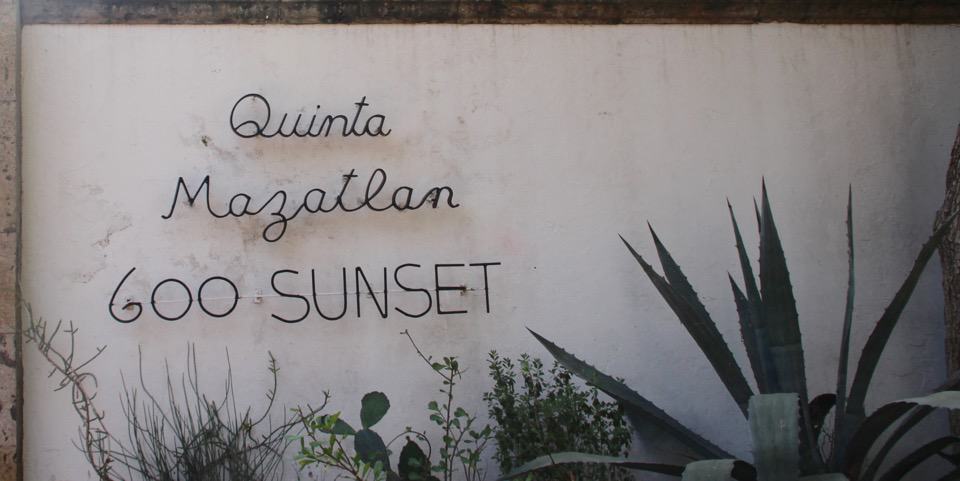 Quinta
Mazatlan
600 SUNSET